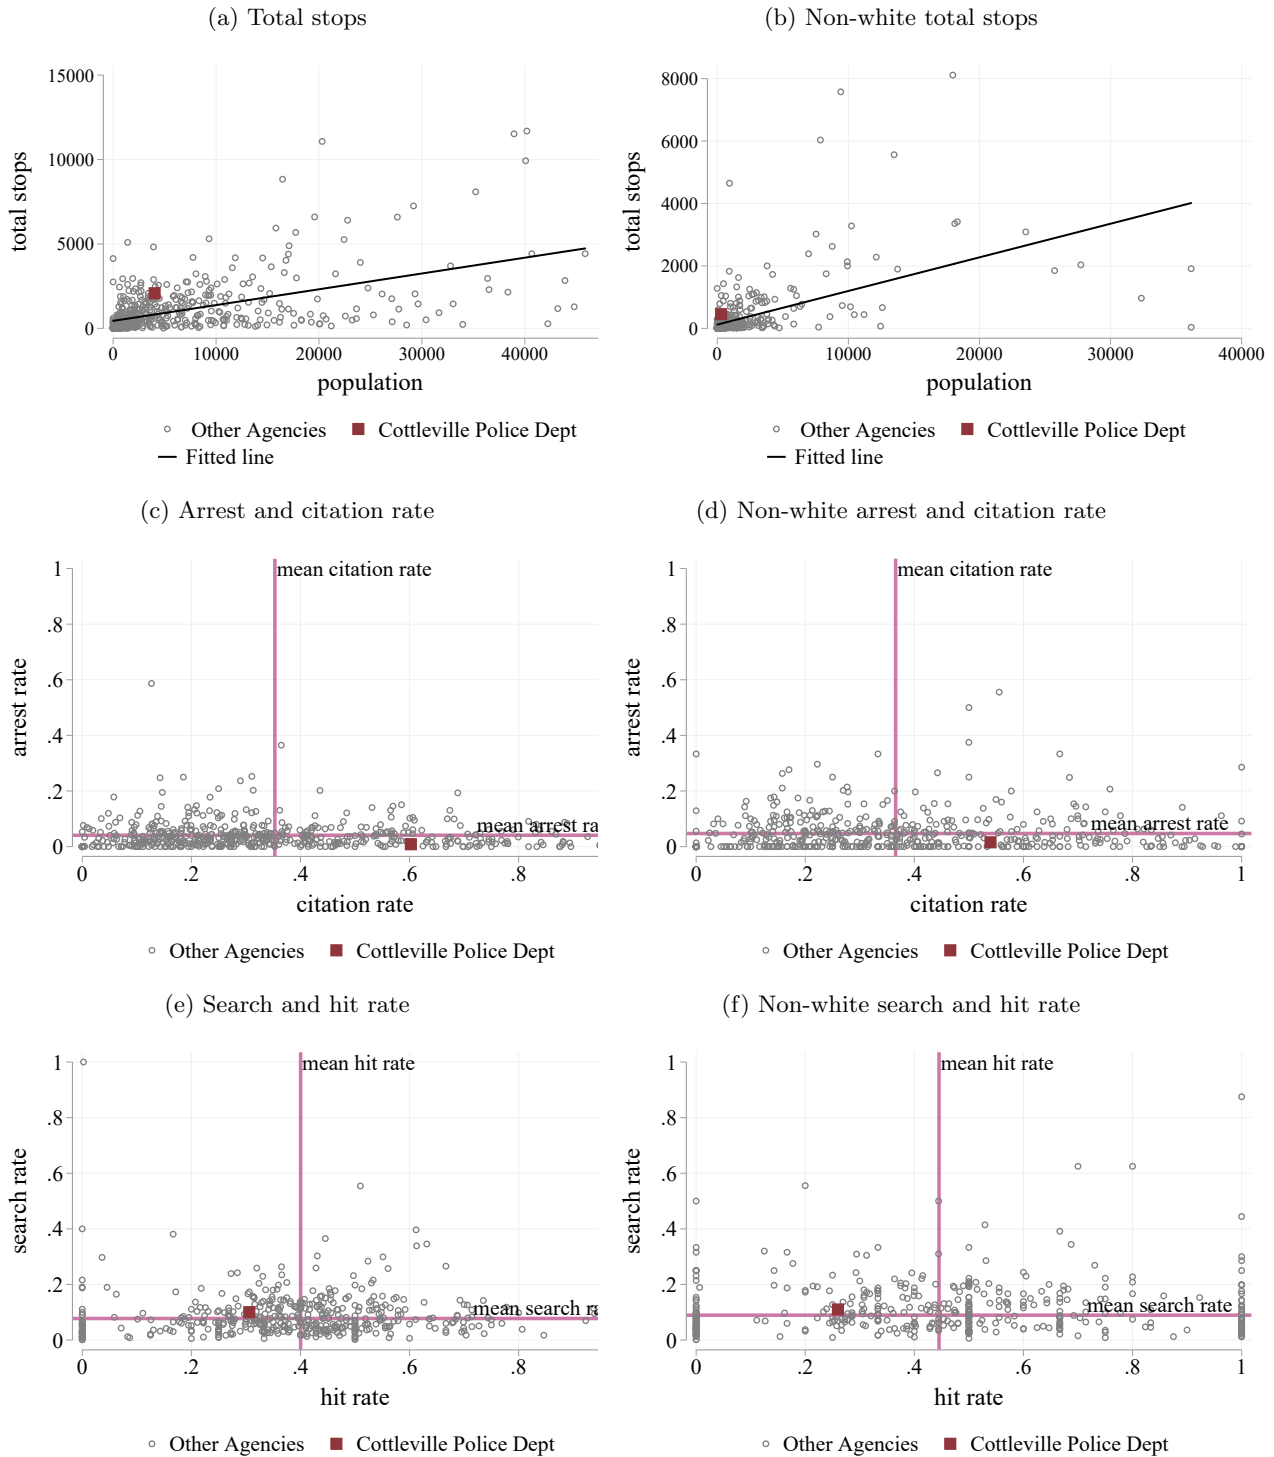 (a) Total stops
(b) Non-white total stops
total stops
15000
10000
5000
0
0 10000 20000 30000 40000
population
Other Agencies Cottleville Police Dept
Fitted line
total stops
8000
6000
4000
2000
0
0 10000 20000 30000 40000
population
Other Agencies Cottleville Police Dept
Fitted line
(c) Arrest and citation rate
(d) Non-white arrest and citation rate
arrest rate
1
.8
.6
.4
.2
0
mean citation rate
mean arrest ra
0 .2 .4 .6 .8
citation rate
Other Agencies Cottleville Police Dept
arrest rate
1
.8
.6
.4
.2
0
mean citation rate
mean arrest rate
0 .2 .4 .6 .8 1
citation rate
Other Agencies Cottleville Police Dept
(e) Search and hit rate
(f) Non-white search and hit rate
search rate
1
.8
.6
.4
.2
0
mean hit rate
mean search ra
0 .2 .4 .6 .8
hit rate
Other Agencies Cottleville Police Dept
search rate
1
.8
.6
.4
.2
0
mean hit rate
mean search rate
0 .2 .4 .6 .8 1
hit rate
Other Agencies Cottleville Police Dept